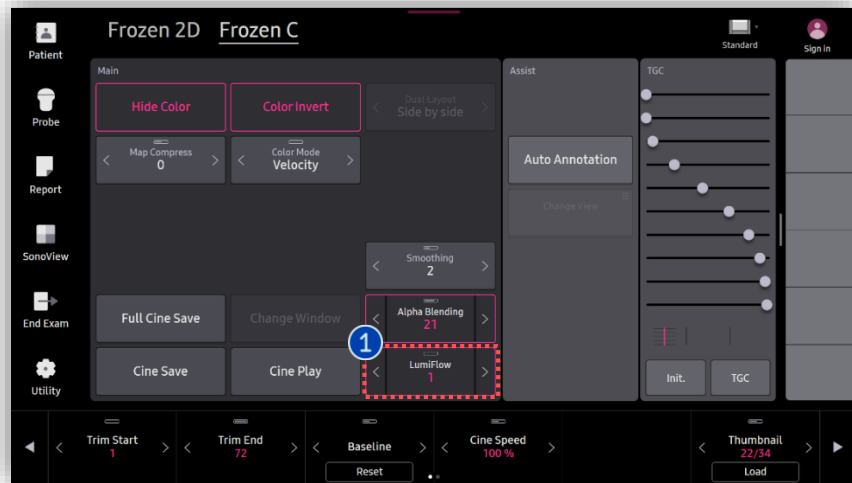 Patient
Probe
Report
SonoView
End Exam
Utility
Frozen 2D
Frozen C
Standard
Sign in
Main
Hide Color
Color Invert
Dual Layout
Side by side
Map Compress
0
Color Mode
Velocity
Smoothing
2
Full Cine Save
Change Window
Alpha Blending
21
1
Cine Save
Cine Play
LumiFlow
1
Assist
Auto Annotation
Change View
TGC
Init.
TGC
Trim Start
1
Trim End
72
Baseline
Reset
Cine Speed
100 %
Thumbnail
22/34
Load